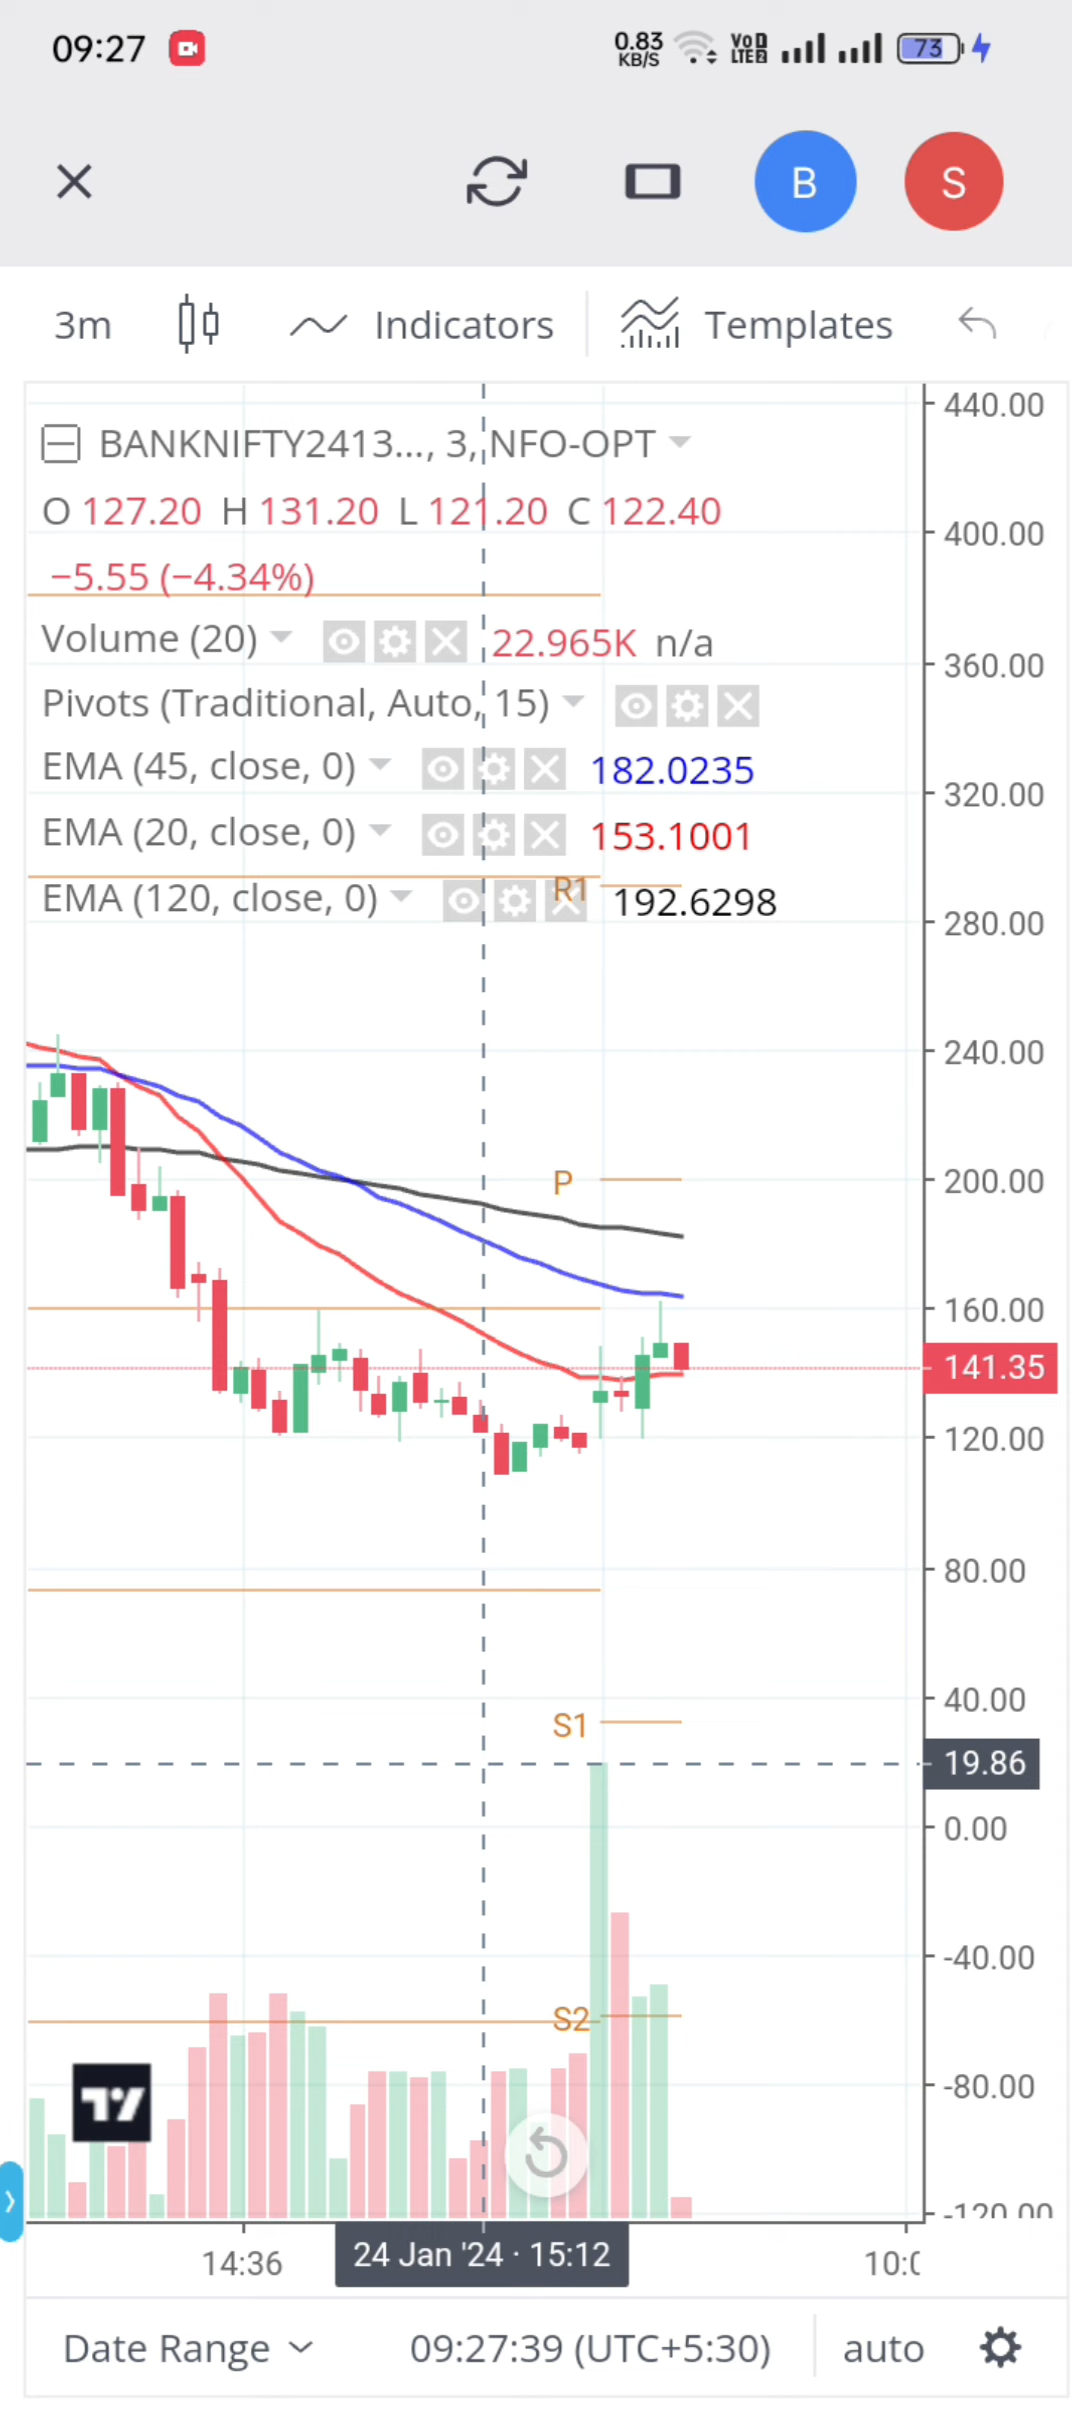 09:27 0.83 KB/S VoD LTE2 73
B S
3m Indicators Templates
440.00
BANKNIFTY2413..., 3, NFO-OPT
O 127.20 H 131.20 L 121.20 C 122.40
400.00
−5.55 (−4.34%)
Volume (20) 22.965K n/a
360.00
Pivots (Traditional, Auto, 15)
EMA (45, close, 0) 182.0235
320.00
EMA (20, close, 0) 153.1001
R1
EMA (120, close, 0) 192.6298
280.00
240.00
P 200.00
160.00
141.35
120.00
80.00
40.00
S1
19.86
0.00
-40.00
S2
-80.00
-120.00
14:36 24 Jan '24 · 15:12
Date Range 09:27:39 (UTC+5:30) auto